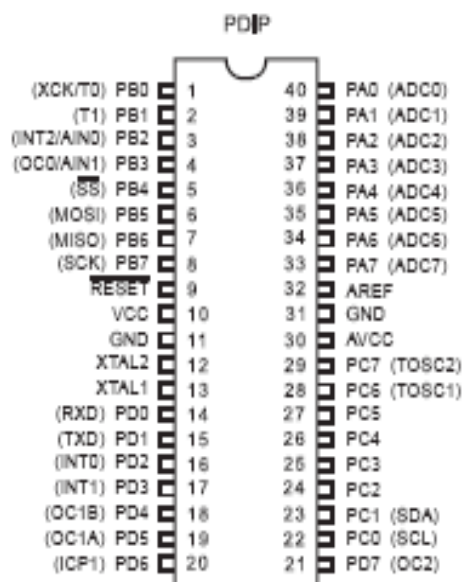 PDIP
(XCK/T0) PB0 1 40 PA0 (ADC0)
(T1) PB1 2 39 PA1 (ADC1)
(INT2/AIN0) PB2 3 38 PA2 (ADC2)
(OC0/AIN1) PB3 4 37 PA3 (ADC3)
(SS) PB4 5 36 PA4 (ADC4)
(MOSI) PB5 6 35 PA5 (ADC5)
(MISO) PB6 7 34 PA6 (ADC6)
(SCK) PB7 8 33 PA7 (ADC7)
RESET 9 32 AREF
VCC 10 31 GND
GND 11 30 AVCC
XTAL2 12 29 PC7 (TOSC2)
XTAL1 13 28 PC6 (TOSC1)
(RXD) PD0 14 27 PC5
(TXD) PD1 15 26 PC4
(INT0) PD2 16 25 PC3
(INT1) PD3 17 24 PC2
(OC1B) PD4 18 23 PC1 (SDA)
(OC1A) PD5 19 22 PC0 (SCL)
(ICP1) PD6 20 21 PD7 (OC2)